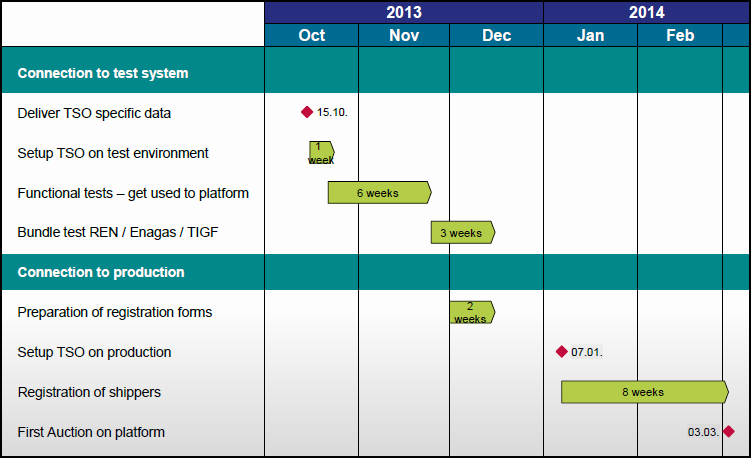 2013 2014
Oct Nov Dec Jan Feb
Connection to test system
Deliver TSO specific data 15.10.
Setup TSO on test environment 1 week
Functional tests – get used to platform 6 weeks
Bundle test REN / Enagas / TIGF 3 weeks
Connection to production
Preparation of registration forms 2 weeks
Setup TSO on production 07.01.
Registration of shippers 8 weeks
First Auction on platform 03.03.